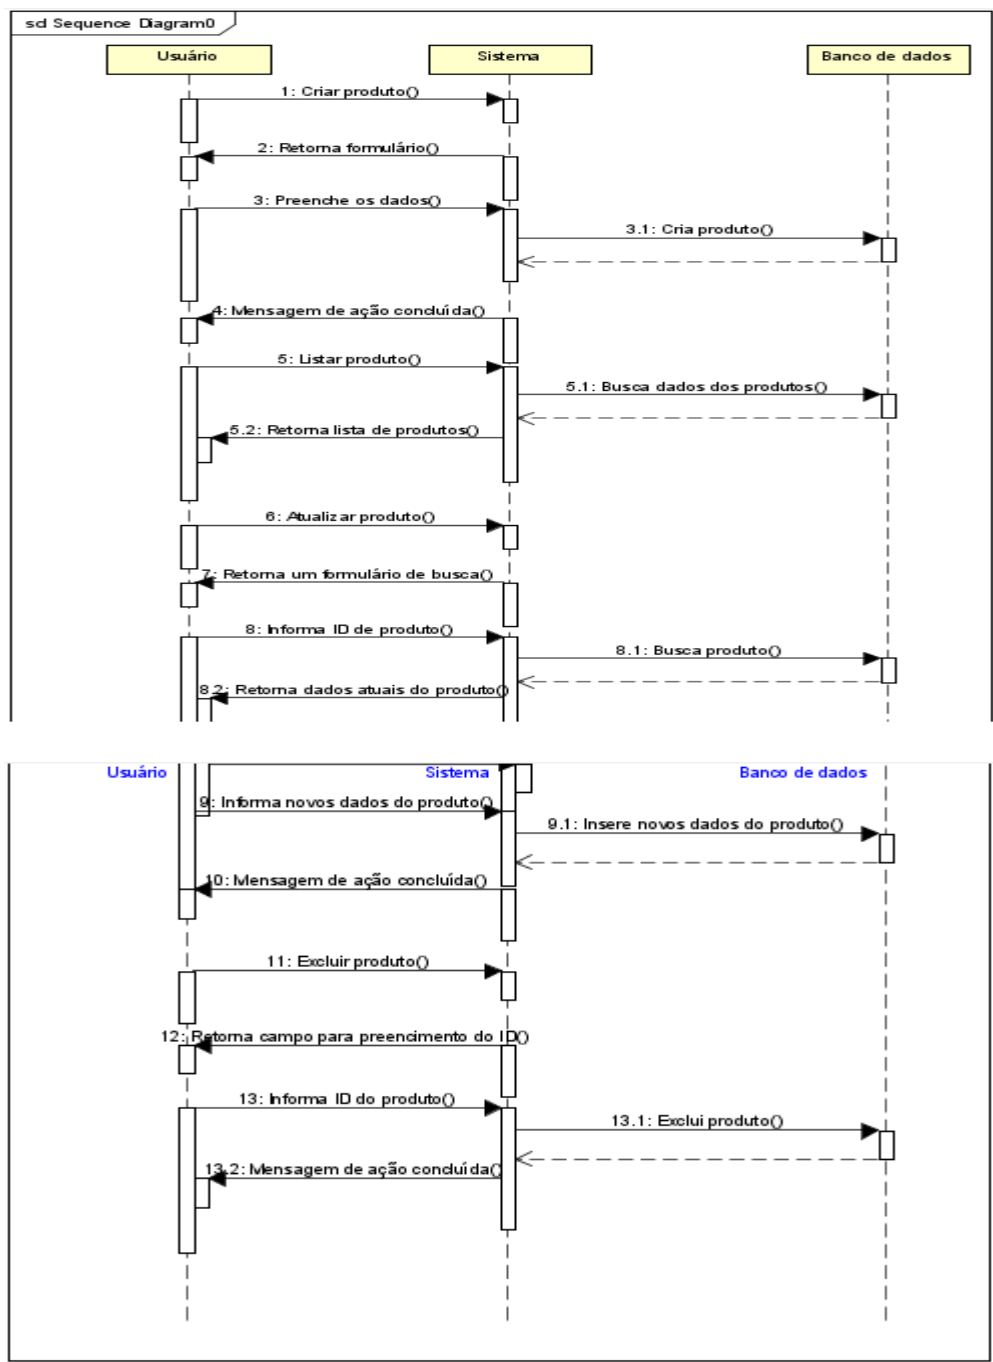 sd Sequence Diagram0
Usuário
Sistema
Banco de dados
1: Criar produto()
2: Retorna formulário()
3: Preenche os dados()
3.1: Cria produto()
4: Mensagem de ação concluída()
5: Listar produto()
5.1: Busca dados dos produtos()
5.2: Retorna lista de produtos()
6: Atualizar produto()
7: Retorna um formulário de busca()
8: Informa ID de produto()
8.1: Busca produto()
8.2: Retorna dados atuais do produto()
Usuário
Sistema
Banco de dados
9: Informa novos dados do produto()
9.1: Insere novos dados do produto()
10: Mensagem de ação concluída()
11: Excluir produto()
12: Retorna campo para preencimento do ID()
13: Informa ID do produto()
13.1: Exclui produto()
13.2: Mensagem de ação concluída()